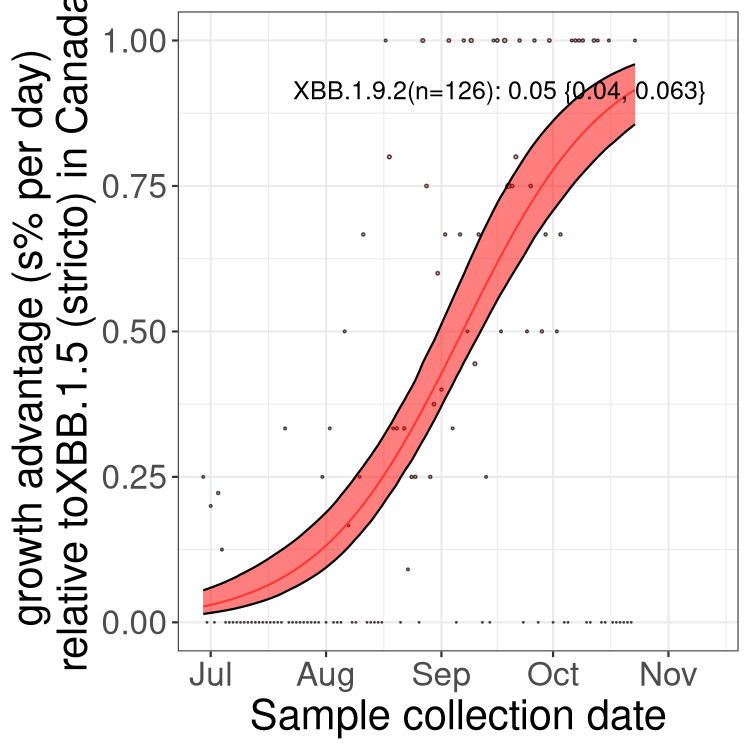 growth advantage (s% per day)
relative toXBB.1.5 (stricto) in Canada
1.00
0.75
0.50
0.25
0.00
XBB.1.9.2(n=126): 0.05 {0.04, 0.063}
Jul Aug Sep Oct Nov
Sample collection date